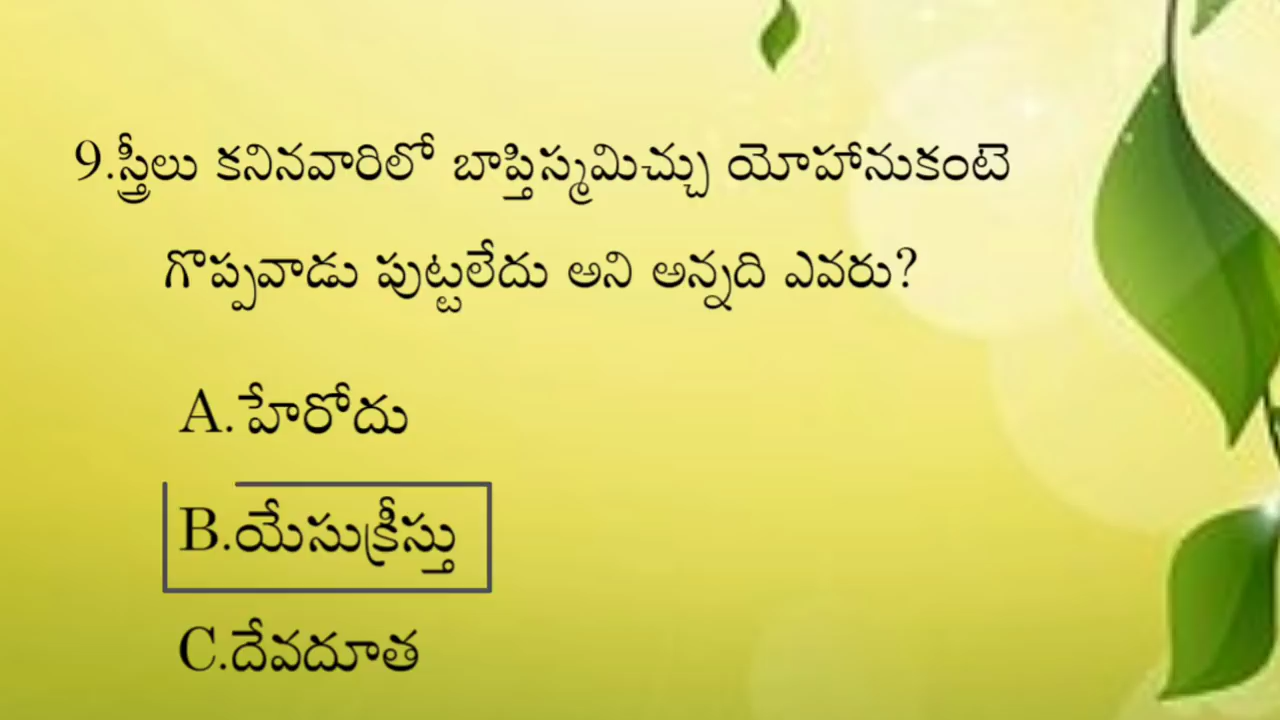 9.స్త్రీలు కనినవారిలో బాప్తిస్మమిచ్చు యోహానుకంటె
గొప్పవాడు పుట్టలేదు అని అన్నది ఎవరు?
A.హేరోదు
B.యేసుక్రీస్తు
C.దేవదూత